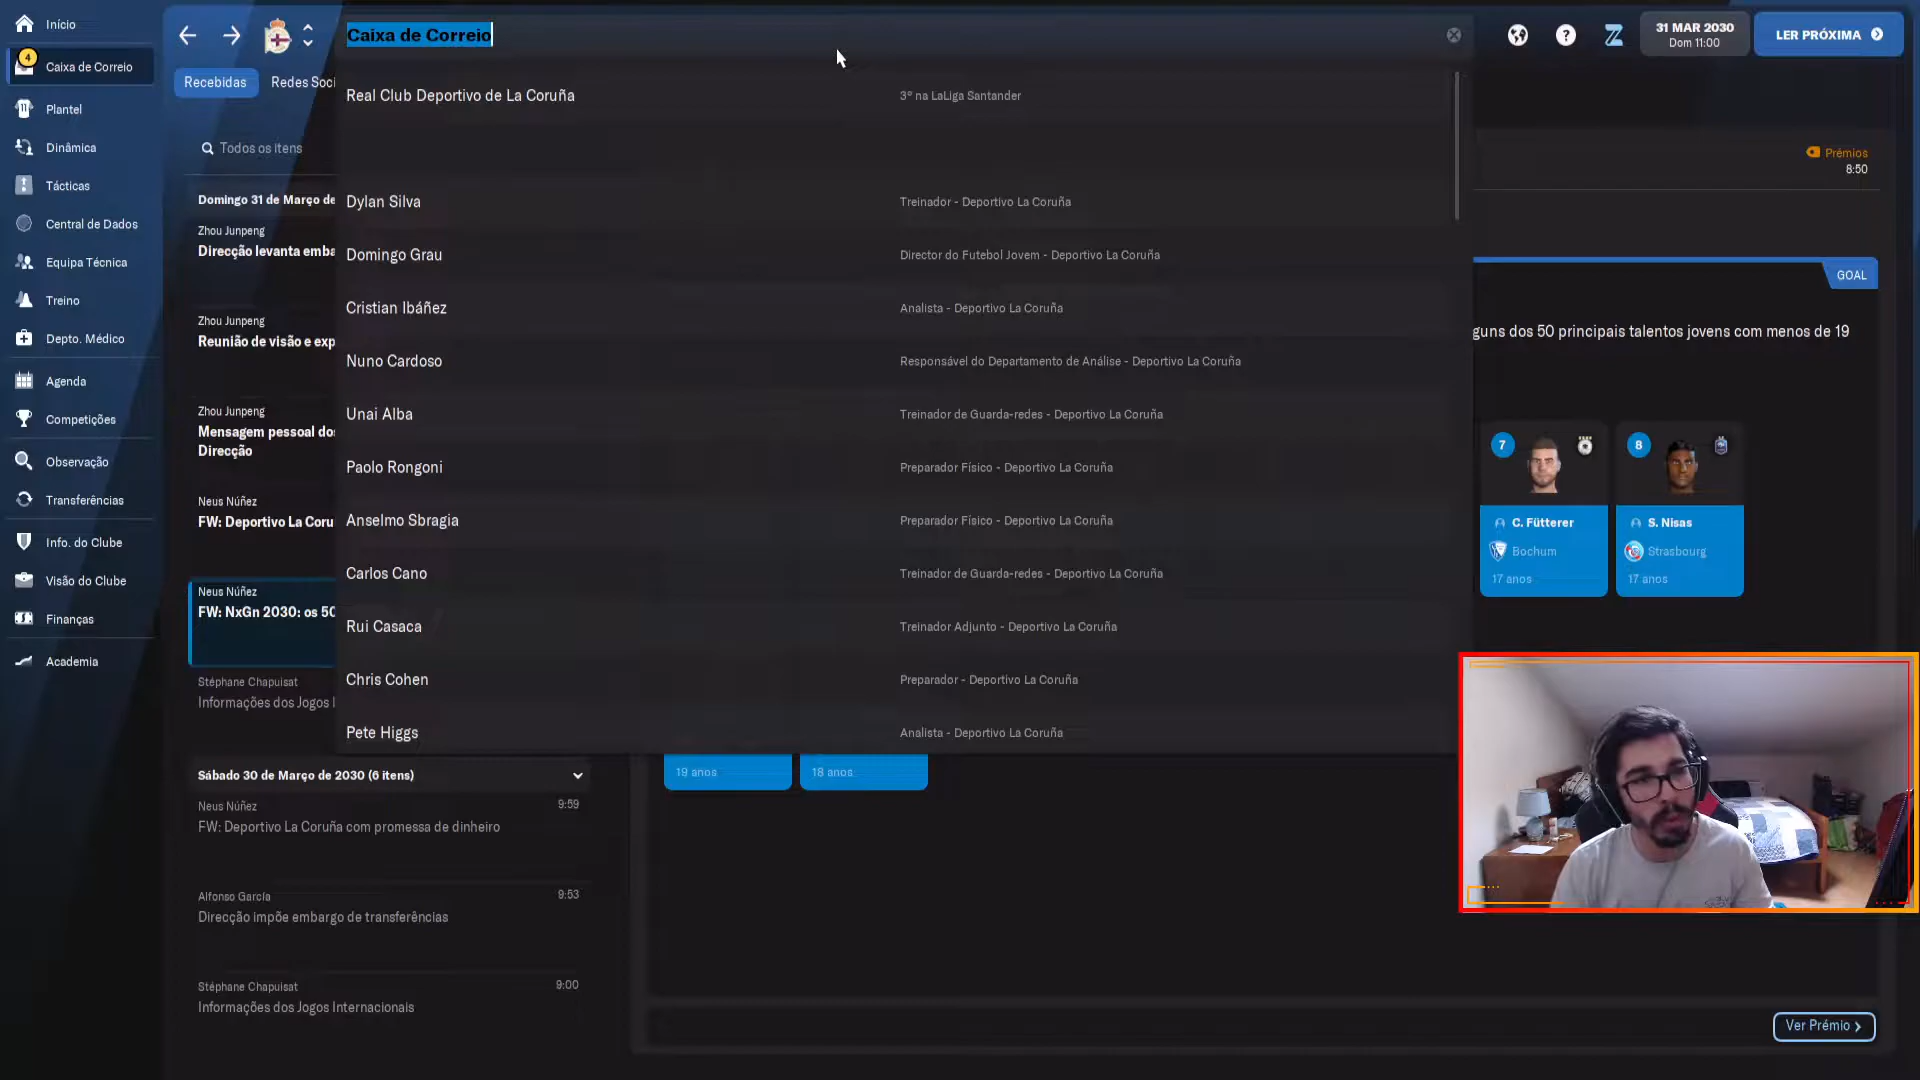 Início
4
Caixa de Correio
Plantel
Dinâmica
Tácticas
Central de Dados
Equipa Técnica
Treino
Depto. Médico
Agenda
Competições
Observação
Transferências
Info. do Clube
Visão do Clube
Finanças
Academia
Caixa de Correio
31 MAR 2030
Dom 11:00
LER PRÓXIMA
Recebidas
Redes Soci
Todos os itens
Domingo 31 de Março de
Zhou Junpeng
Direcção levanta emba
Zhou Junpeng
Reunião de visão e exp
Zhou Junpeng
Mensagem pessoal do
Direcção
Neus Núñez
FW: Deportivo La Coru
Neus Núñez
FW: NxGn 2030: os 50
Stéphane Chapuisat
Informações dos Jogos I
Sábado 30 de Março de 2030 (6 itens)
Neus Núñez 9:59
FW: Deportivo La Coruña com promessa de dinheiro
Alfonso García 9:53
Direcção impõe embargo de transferências
Stéphane Chapuisat 9:00
Informações dos Jogos Internacionais
Real Club Deportivo de La Coruña 3º na LaLiga Santander
Dylan Silva Treinador - Deportivo La Coruña
Domingo Grau Director do Futebol Jovem - Deportivo La Coruña
Cristian Ibáñez Analista - Deportivo La Coruña
Nuno Cardoso Responsável do Departamento de Análise - Deportivo La Coruña
Unai Alba Treinador de Guarda-redes - Deportivo La Coruña
Paolo Rongoni Preparador Físico - Deportivo La Coruña
Anselmo Sbragia Preparador Físico - Deportivo La Coruña
Carlos Cano Treinador de Guarda-redes - Deportivo La Coruña
Rui Casaca Treinador Adjunto - Deportivo La Coruña
Chris Cohen Preparador - Deportivo La Coruña
Pete Higgs Analista - Deportivo La Coruña
Prémios
8:50
GOAL
guns dos 50 principais talentos jovens com menos de 19
7
C. Fütterer
Bochum
17 anos
8
S. Nisas
Strasbourg
17 anos
19 anos
18 anos
Ver Prémio